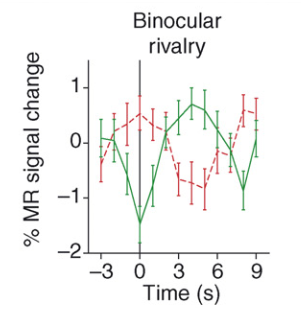 Binocular
rivalry
% MR signal change
1
0
−1
−2
−3 0 3 6 9
Time (s)